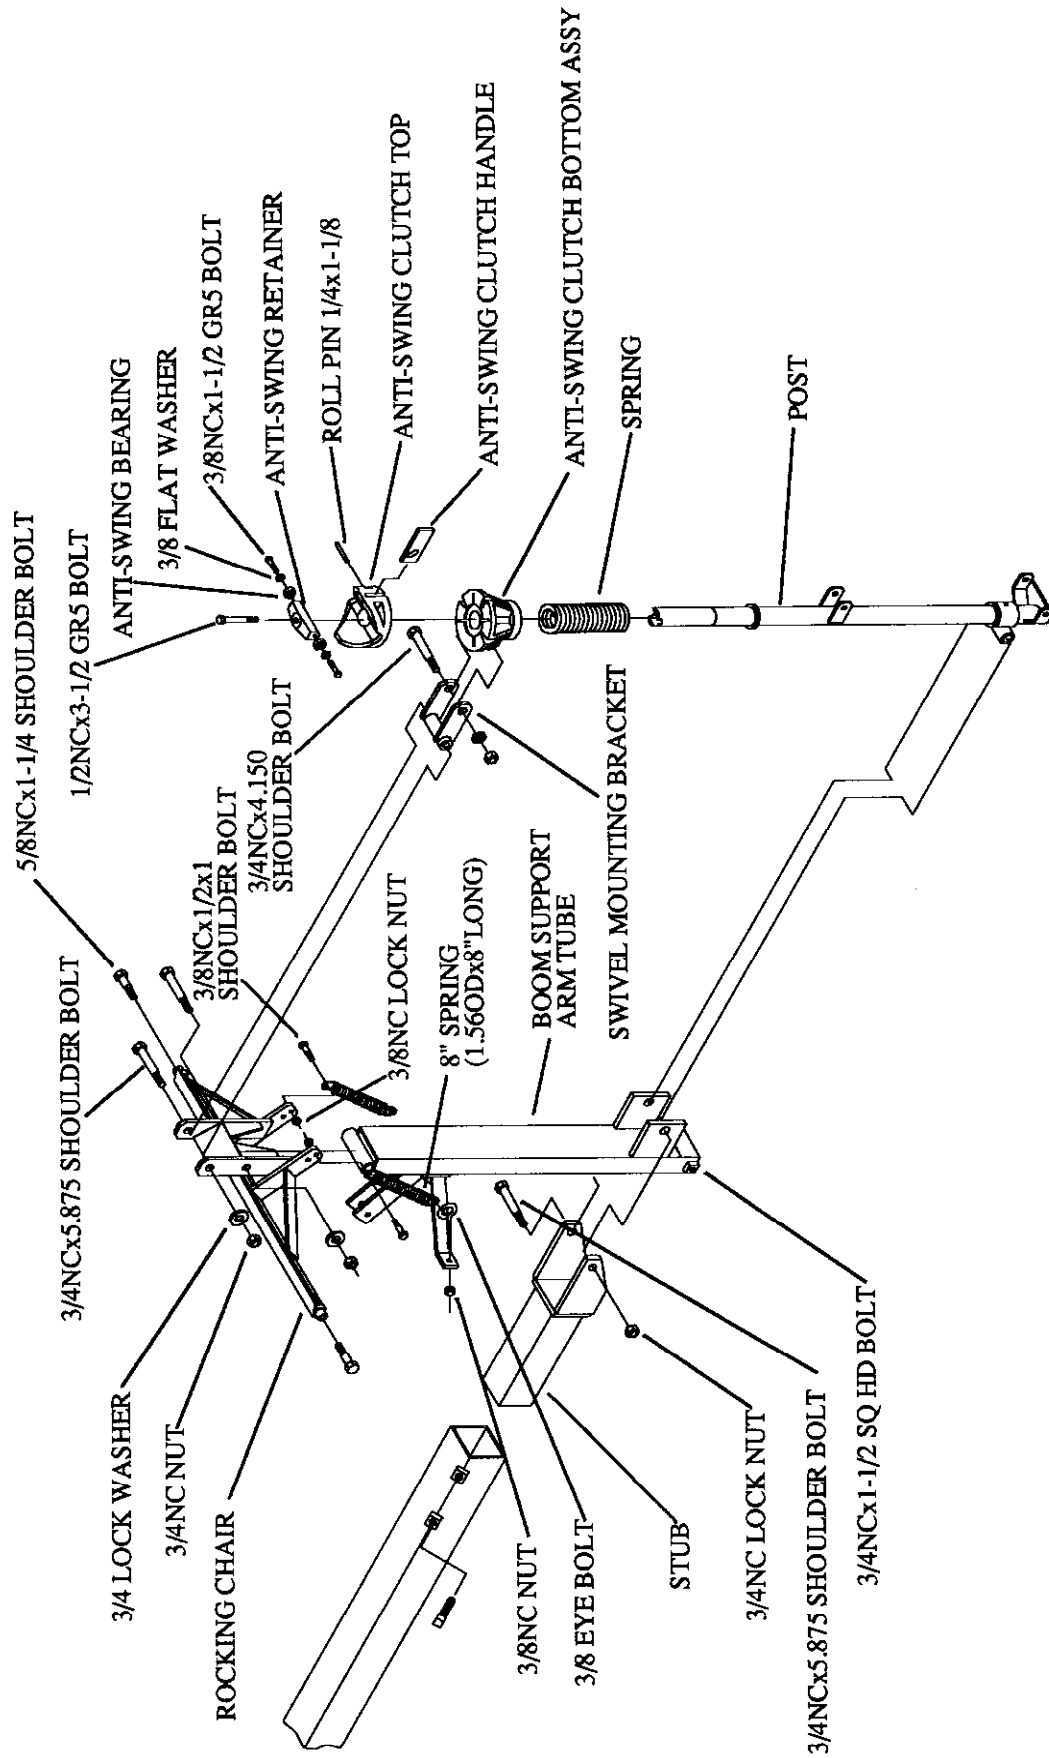 5/8NCx1-1/4 SHOULDER BOLT
1/2NCx3-1/2 GR5 BOLT
ANTI-SWING BEARING
3/8 FLAT WASHER
3/8NCx1-1/2 GR5 BOLT
ANTI-SWING RETAINER
ROLL PIN 1/4x1-1/8
ANTI-SWING CLUTCH TOP
ANTI-SWING CLUTCH HANDLE
ANTI-SWING CLUTCH BOTTOM ASSY
SPRING
POST
3/4NCx5.875 SHOULDER BOLT
3/8NCx1/2x1
SHOULDER BOLT
3/4NCx4.150
SHOULDER BOLT
3/8NC LOCK NUT
8" SPRING
(1.56ODx8"LONG)
BOOM SUPPORT
ARM TUBE
SWIVEL MOUNTING BRACKET
3/4 LOCK WASHER
3/4NC NUT
ROCKING CHAIR
3/8NC NUT
3/8 EYE BOLT
STUB
3/4NC LOCK NUT
3/4NCx5.875 SHOULDER BOLT
3/4NCx1-1/2 SQ HD BOLT